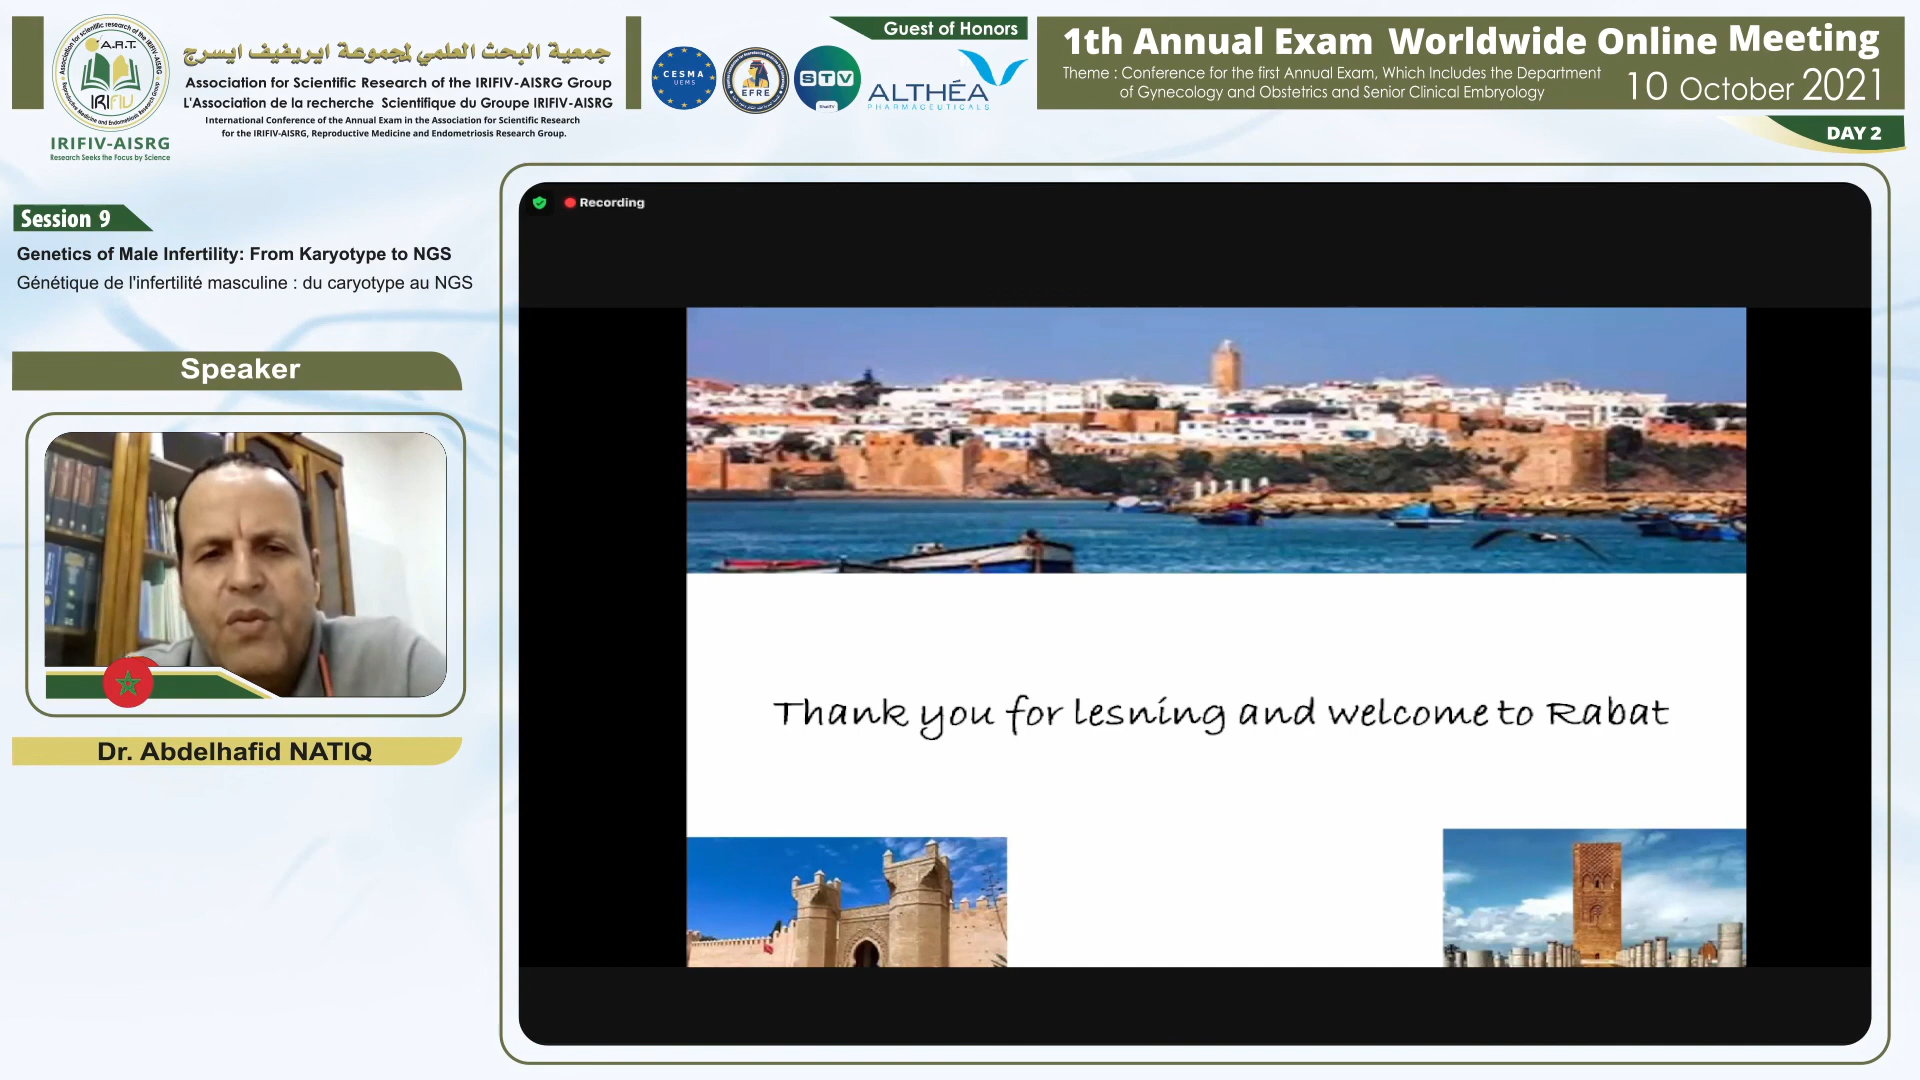 A.R.T.
IRIFIV
IRIFIV-AISRG
Research Seeks the Focus by Science
جمعية البحث العلمي لمجموعة ايريفيف ايسرج
Association for Scientific Research of the IRIFIV-AISRG Group
L'Association de la recherche Scientifique du Groupe IRIFIV-AISRG
International Conference of the Annual Exam in the Association for Scientific Research
for the IRIFIV-AISRG, Reproductive Medicine and Endometriosis Research Group.
Guest of Honors
CESMA
UEMS
EFRE
STV
ALTHÉA
PHARMACEUTICALS
1th Annual Exam Worldwide Online Meeting
Theme : Conference for the first Annual Exam, Which Includes the Department
of Gynecology and Obstetrics and Senior Clinical Embryology
10 October 2021
DAY 2
Session 9
Genetics of Male Infertility: From Karyotype to NGS
Génétique de l'infertilité masculine : du caryotype au NGS
Speaker
Dr. Abdelhafid NATIQ
Recording
Thank you for lesning and welcome to Rabat